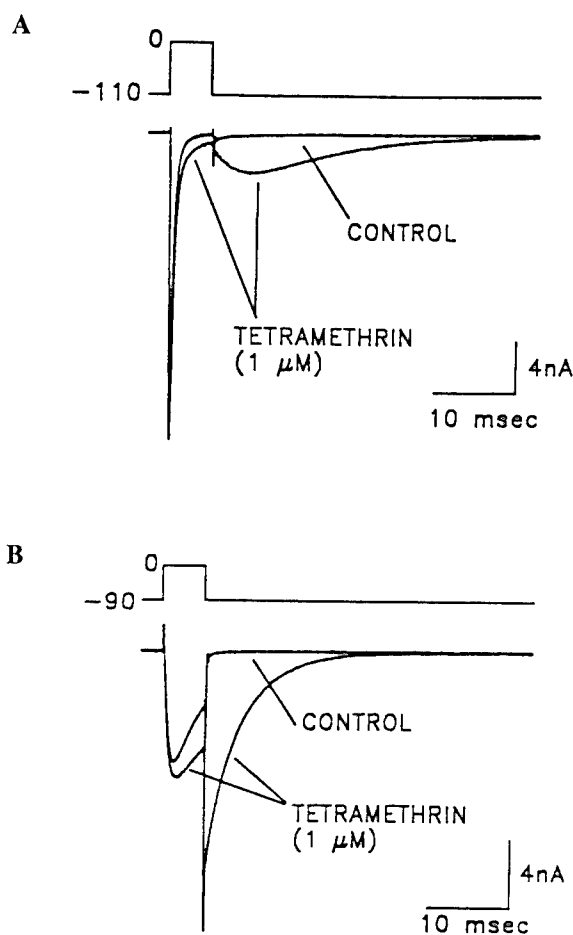 A
0
-110
CONTROL
TETRAMETHRIN
(1 μM)
4nA
10 msec
B
0
-90
CONTROL
TETRAMETHRIN
(1 μM)
4nA
10 msec